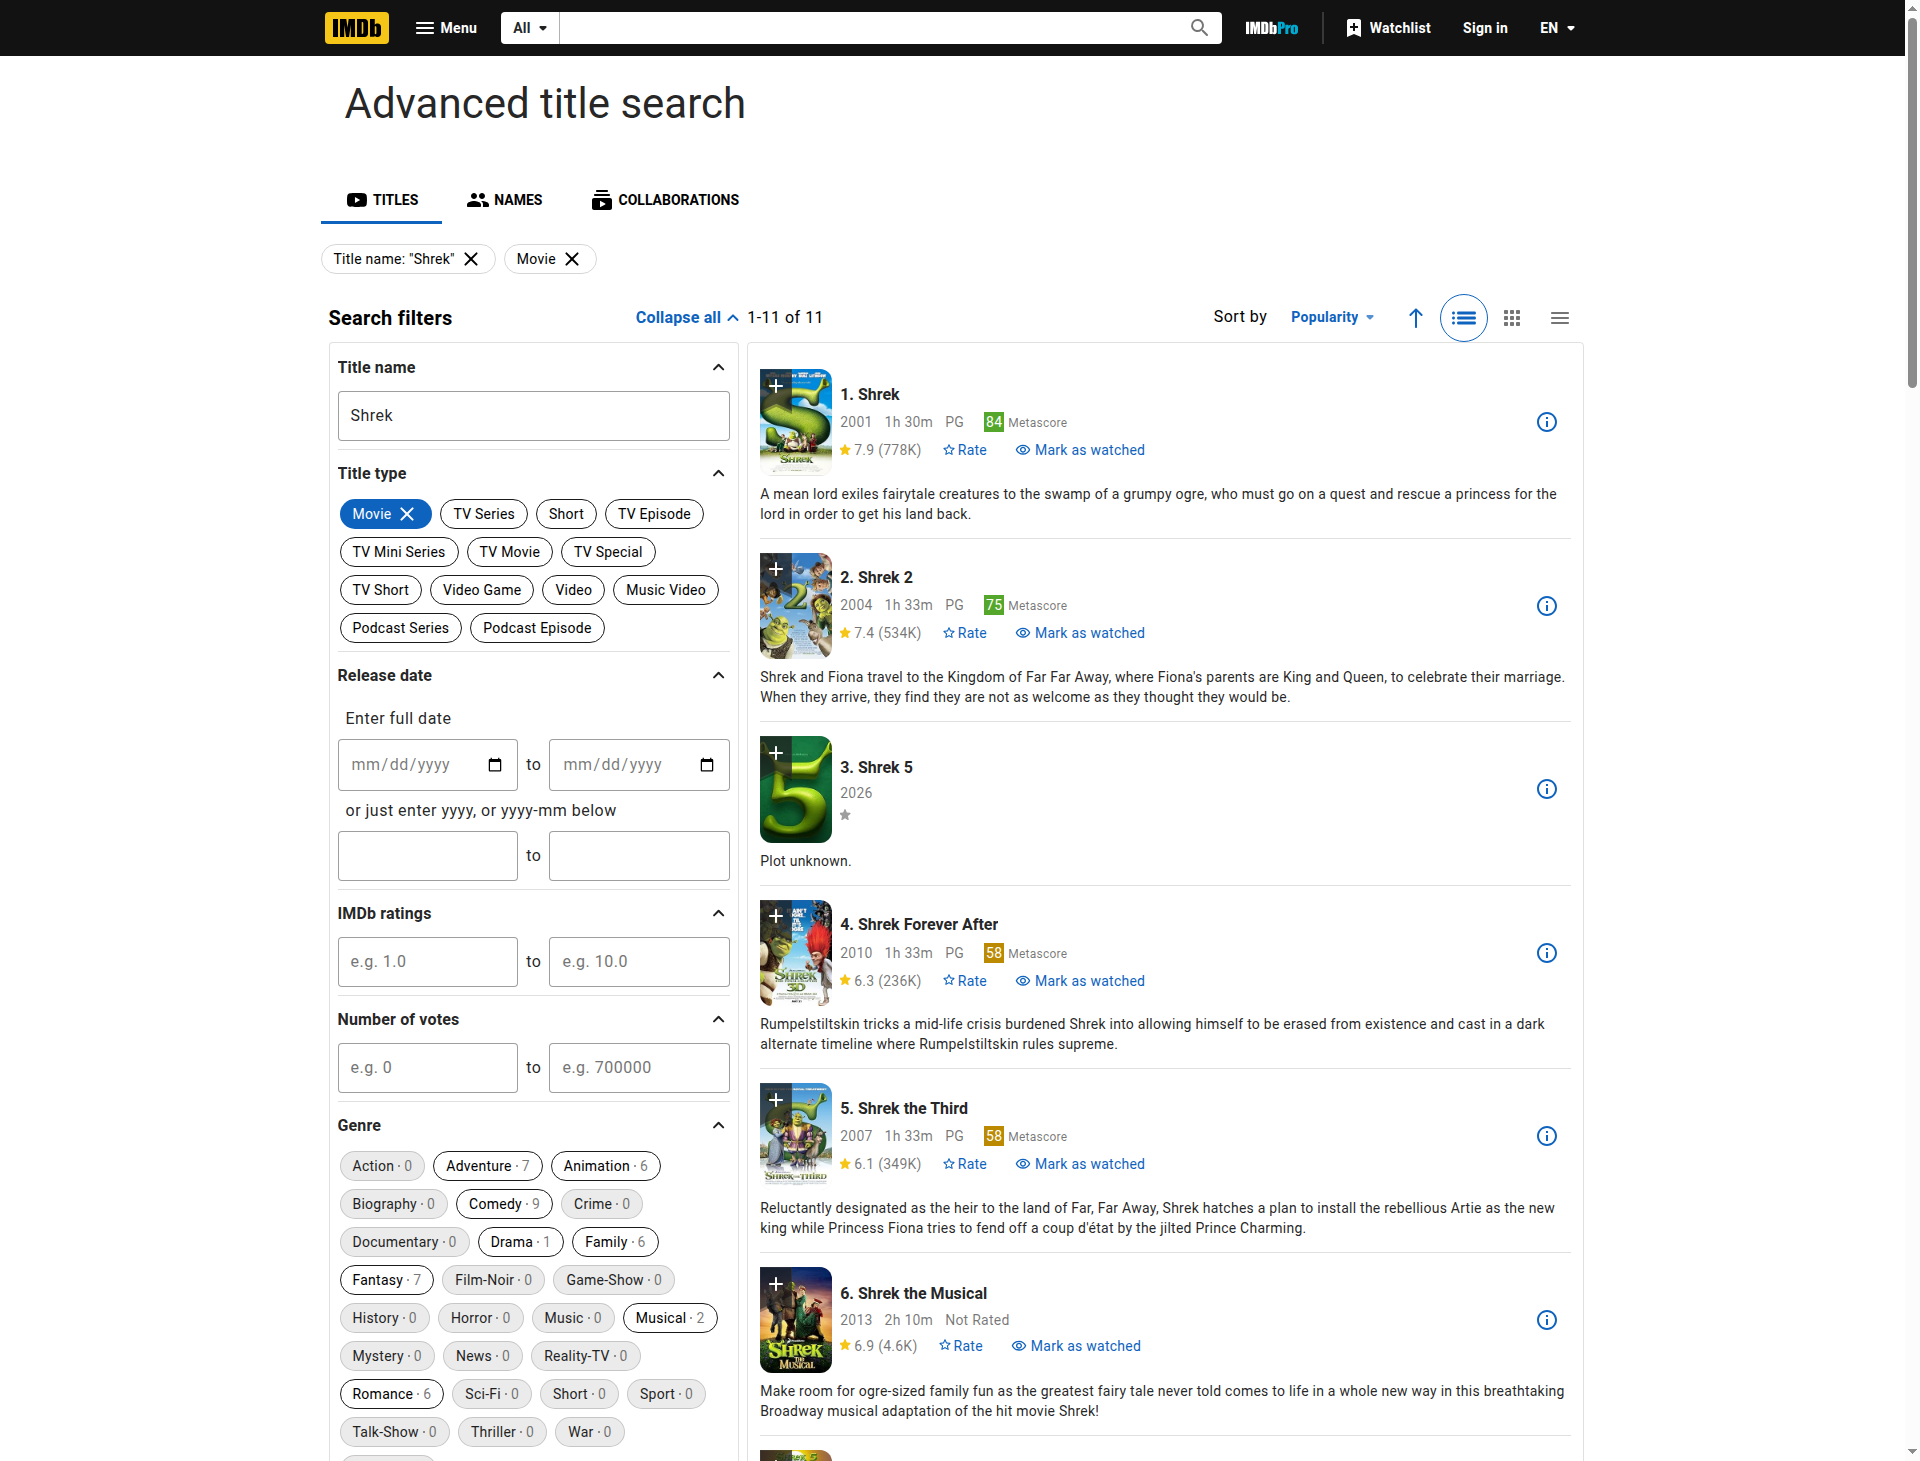 IMDb Menu All IMDbPro Watchlist Sign in EN
Advanced title search
TITLES NAMES COLLABORATIONS
Title name: "Shrek" Movie
Search filters Collapse all 1-11 of 11 Sort by Popularity
Title name
Shrek
Title type
Movie TV Series Short TV Episode
TV Mini Series TV Movie TV Special
TV Short Video Game Video Music Video
Podcast Series Podcast Episode
Release date
Enter full date
mm/dd/yyyy to mm/dd/yyyy
or just enter yyyy, or yyyy-mm below
to
IMDb ratings
e.g. 1.0 to e.g. 10.0
Number of votes
e.g. 0 to e.g. 700000
Genre
Action · 0 Adventure · 7 Animation · 6
Biography · 0 Comedy · 9 Crime · 0
Documentary · 0 Drama · 1 Family · 6
Fantasy · 7 Film-Noir · 0 Game-Show · 0
History · 0 Horror · 0 Music · 0 Musical · 2
Mystery · 0 News · 0 Reality-TV · 0
Romance · 6 Sci-Fi · 0 Short · 0 Sport · 0
Talk-Show · 0 Thriller · 0 War · 0
SHREK
1. Shrek
2001 1h 30m PG 84 Metascore
7.9 (778K) Rate Mark as watched
A mean lord exiles fairytale creatures to the swamp of a grumpy ogre, who must go on a quest and rescue a princess for the
lord in order to get his land back.
2
2. Shrek 2
2004 1h 33m PG 75 Metascore
7.4 (534K) Rate Mark as watched
Shrek and Fiona travel to the Kingdom of Far Far Away, where Fiona's parents are King and Queen, to celebrate their marriage.
When they arrive, they find they are not as welcome as they thought they would be.
5
3. Shrek 5
2026
Plot unknown.
SHREK
3D
4. Shrek Forever After
2010 1h 33m PG 58 Metascore
6.3 (236K) Rate Mark as watched
Rumpelstiltskin tricks a mid-life crisis burdened Shrek into allowing himself to be erased from existence and cast in a dark
alternate timeline where Rumpelstiltskin rules supreme.
SHREK THE THIRD
5. Shrek the Third
2007 1h 33m PG 58 Metascore
6.1 (349K) Rate Mark as watched
Reluctantly designated as the heir to the land of Far, Far Away, Shrek hatches a plan to install the rebellious Artie as the new
king while Princess Fiona tries to fend off a coup d'état by the jilted Prince Charming.
SHREK
THE
MUSICAL
6. Shrek the Musical
2013 2h 10m Not Rated
6.9 (4.6K) Rate Mark as watched
Make room for ogre-sized family fun as the greatest fairy tale never told comes to life in a whole new way in this breathtaking
Broadway musical adaptation of the hit movie Shrek!